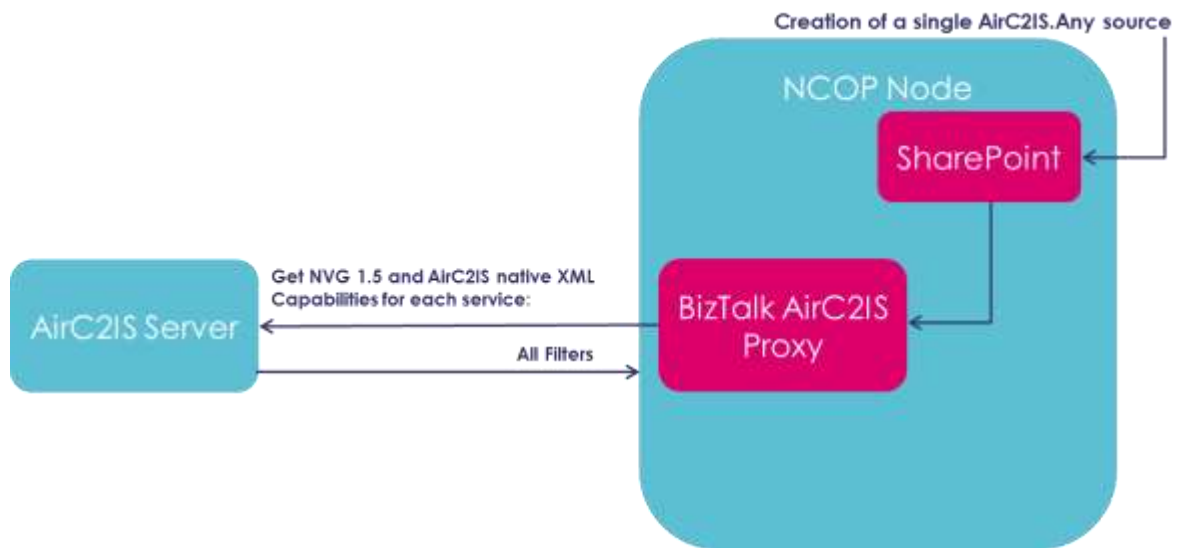 Creation of a single AirC2IS.Any source
NCOP Node
SharePoint
Get NVG 1.5 and AirC2IS native XML
Capabilities for each service:
AirC2IS Server
BizTalk AirC2IS
Proxy
All Filters